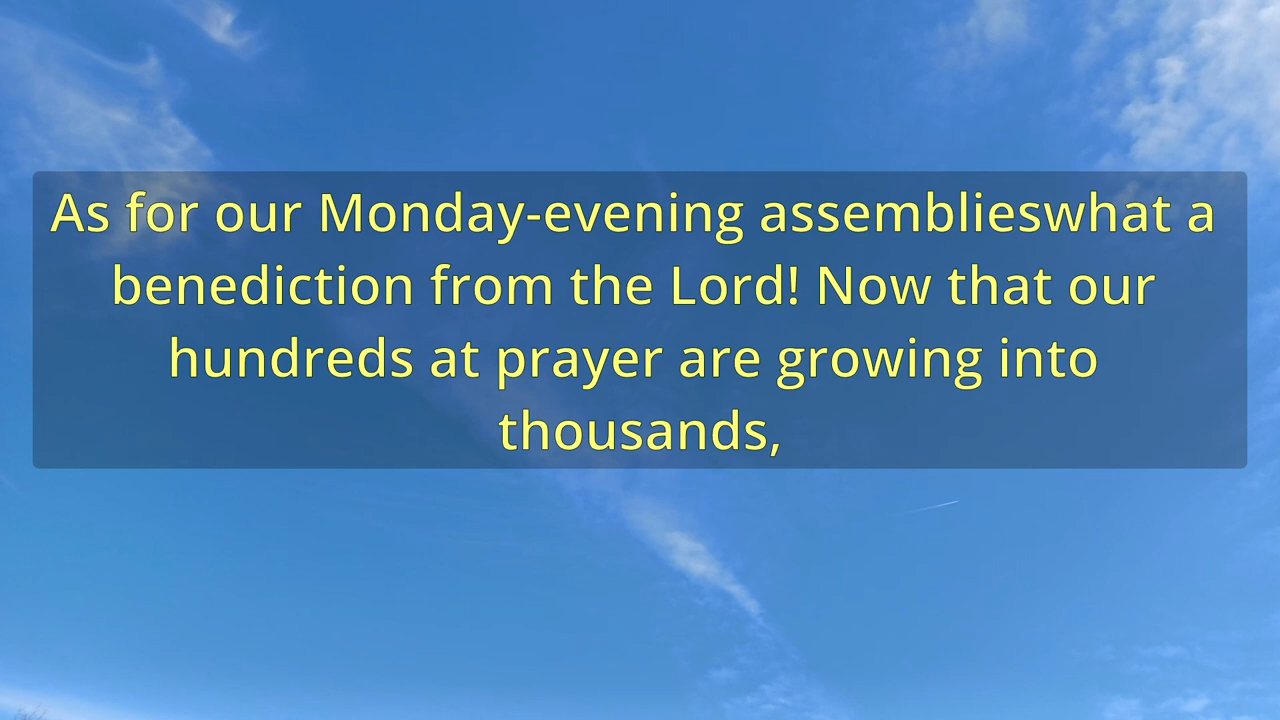 As for our Monday-evening assemblieswhat a
benediction from the Lord! Now that our
hundreds at prayer are growing into
thousands,